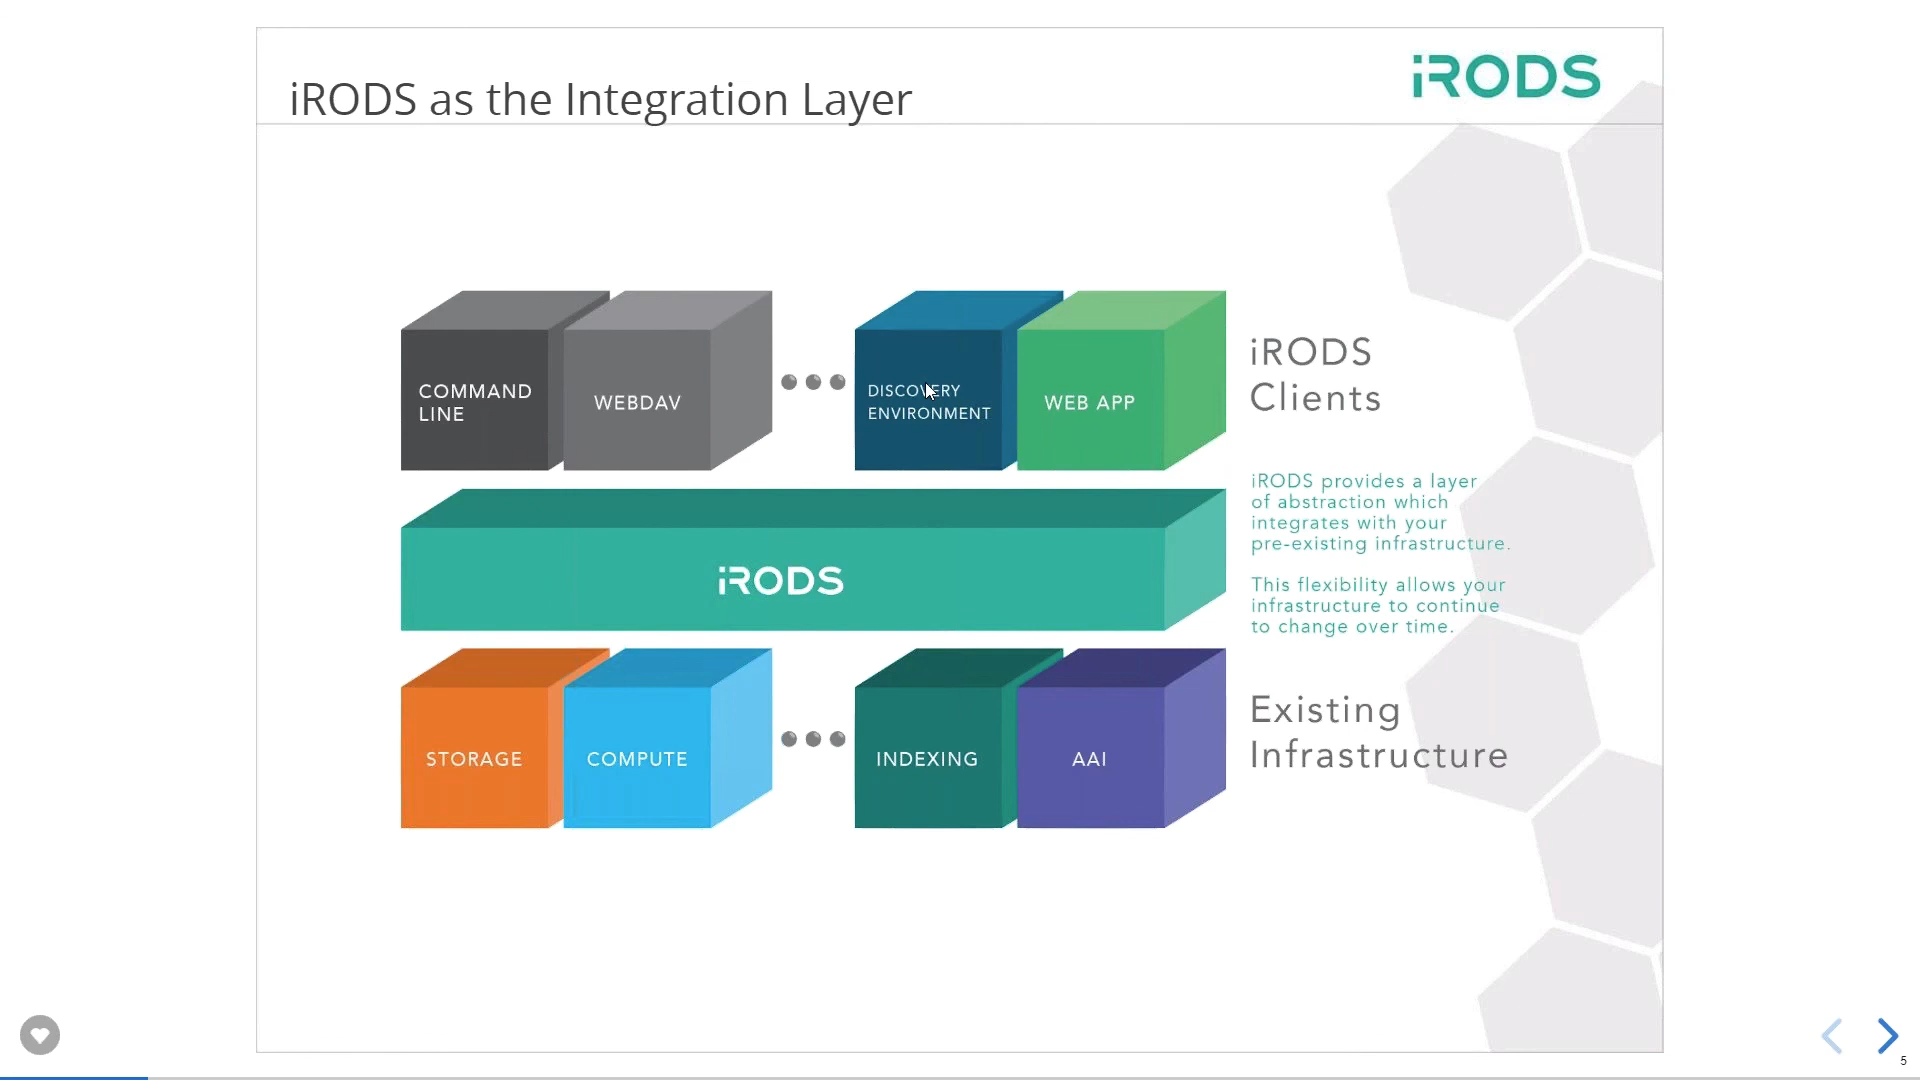 iRODS as the Integration Layer
iRODS
COMMAND
LINE
WEBDAV
DISCOVERY
ENVIRONMENT
WEB APP
iRODS
Clients
iRODS provides a layer
of abstraction which
integrates with your
pre-existing infrastructure.
This flexibility allows your
infrastructure to continue
to change over time.
iRODS
STORAGE
COMPUTE
INDEXING
AAI
Existing
Infrastructure
5